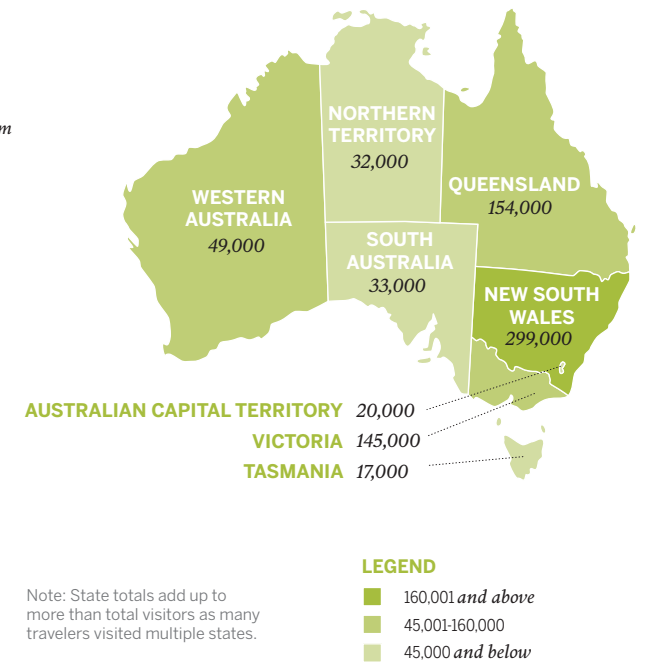 m
NORTHERN
TERRITORY
32,000
QUEENSLAND
154,000
WESTERN
AUSTRALIA
49,000
SOUTH
AUSTRALIA
33,000
NEW SOUTH
WALES
299,000
AUSTRALIAN CAPITAL TERRITORY 20,000
VICTORIA 145,000
TASMANIA 17,000
Note: State totals add up to
more than total visitors as many
travelers visited multiple states.
LEGEND
160,001 and above
45,001-160,000
45,000 and below